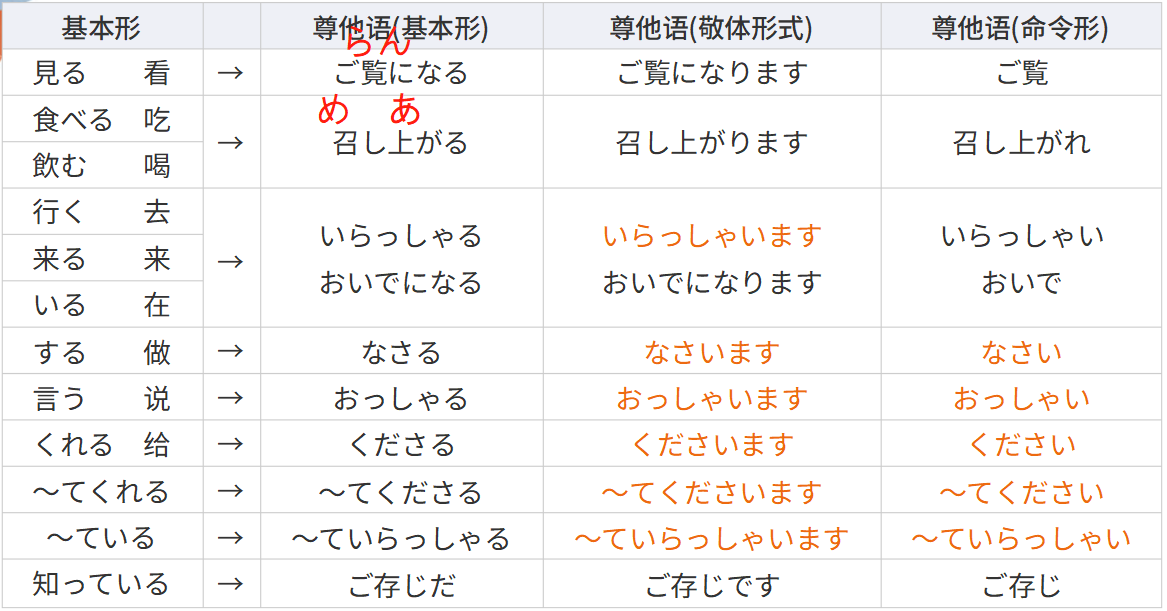 基本形 尊他语(基本形) 尊他语(敬体形式) 尊他语(命令形)
らん
見る 看 → ご覧になる ご覧になります ご覧
め あ
食べる 吃
→ 召し上がる 召し上がります 召し上がれ
飲む 喝
行く 去
いらっしゃる いらっしゃいます いらっしゃい
来る 来 →
おいでになる おいでになります おいで
いる 在
する 做 → なさる なさいます なさい
言う 说 → おっしゃる おっしゃいます おっしゃい
くれる 给 → くださる くださいます ください
～てくれる → ～てくださる ～てくださいます ～てください
～ている → ～ていらっしゃる ～ていらっしゃいます ～ていらっしゃい
知っている → ご存じだ ご存じです ご存じ